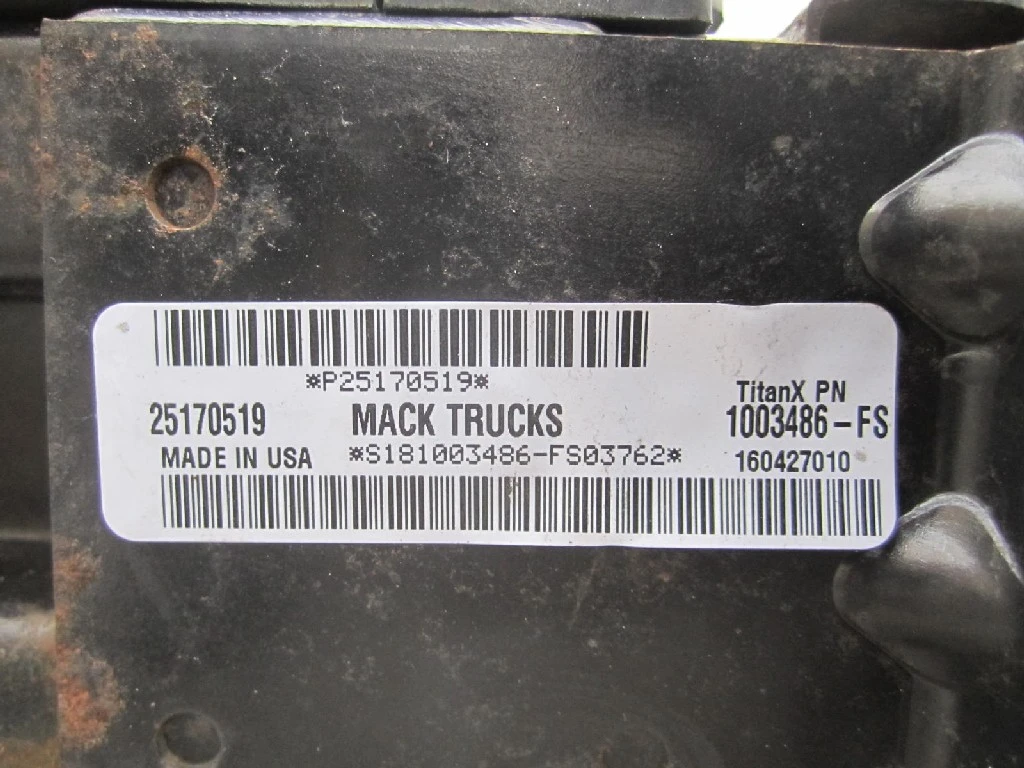 *P25170519*
TitanX PN
25170519 MACK TRUCKS 1003486-FS
MADE IN USA *S181003486-FS03762* 160427010